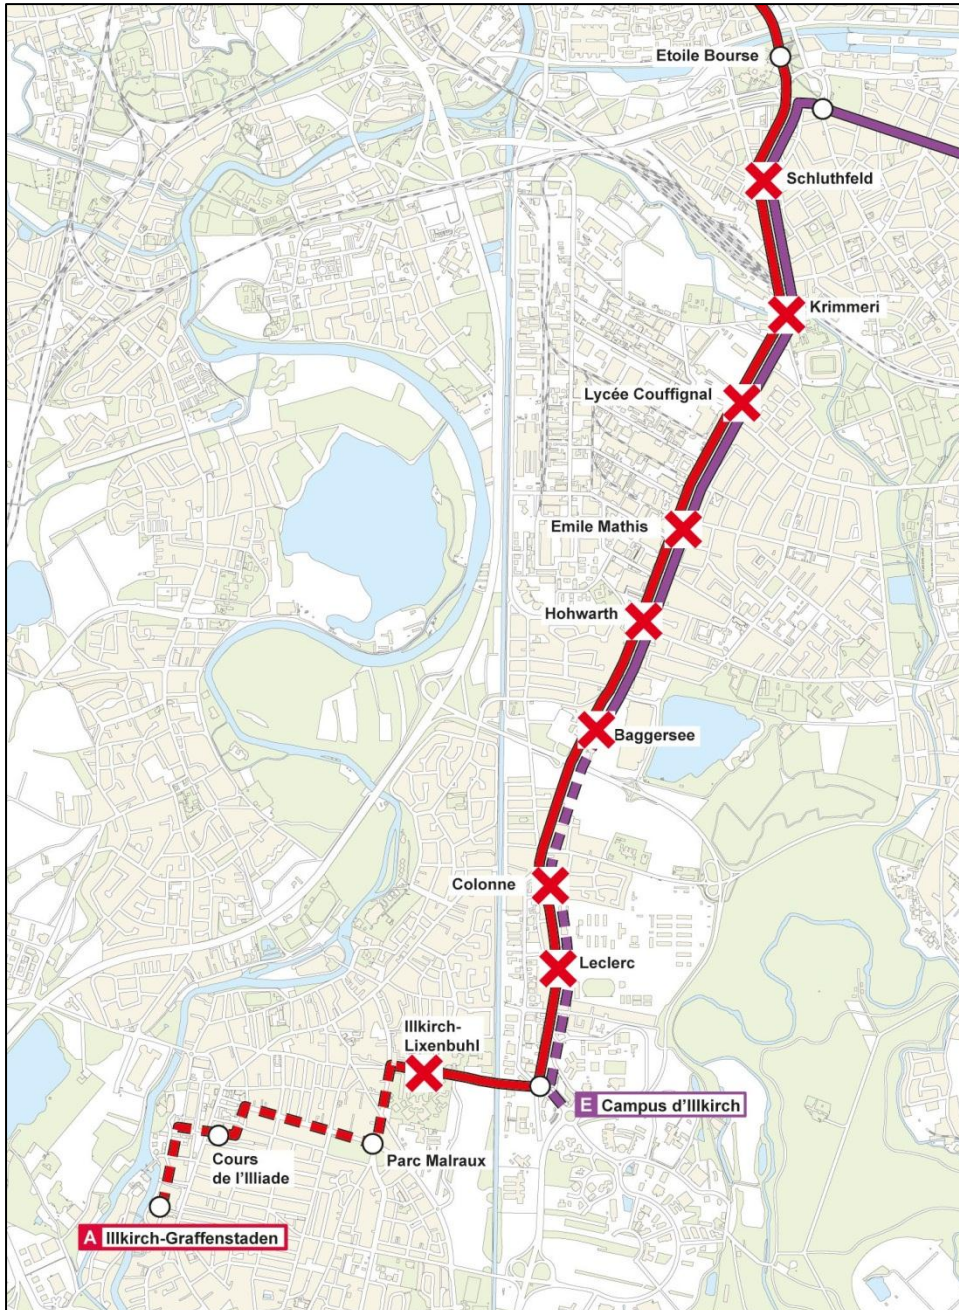 Etoile Bourse
Schluthfeld
Krimmeri
Lycée Couffignal
Emile Mathis
Hohwarth
Baggersee
Colonne
Leclerc
Illkirch-
Lixenbuhl
E Campus d'Illkirch
Cours
de l'Illiade
Parc Malraux
A Illkirch-Graffenstaden